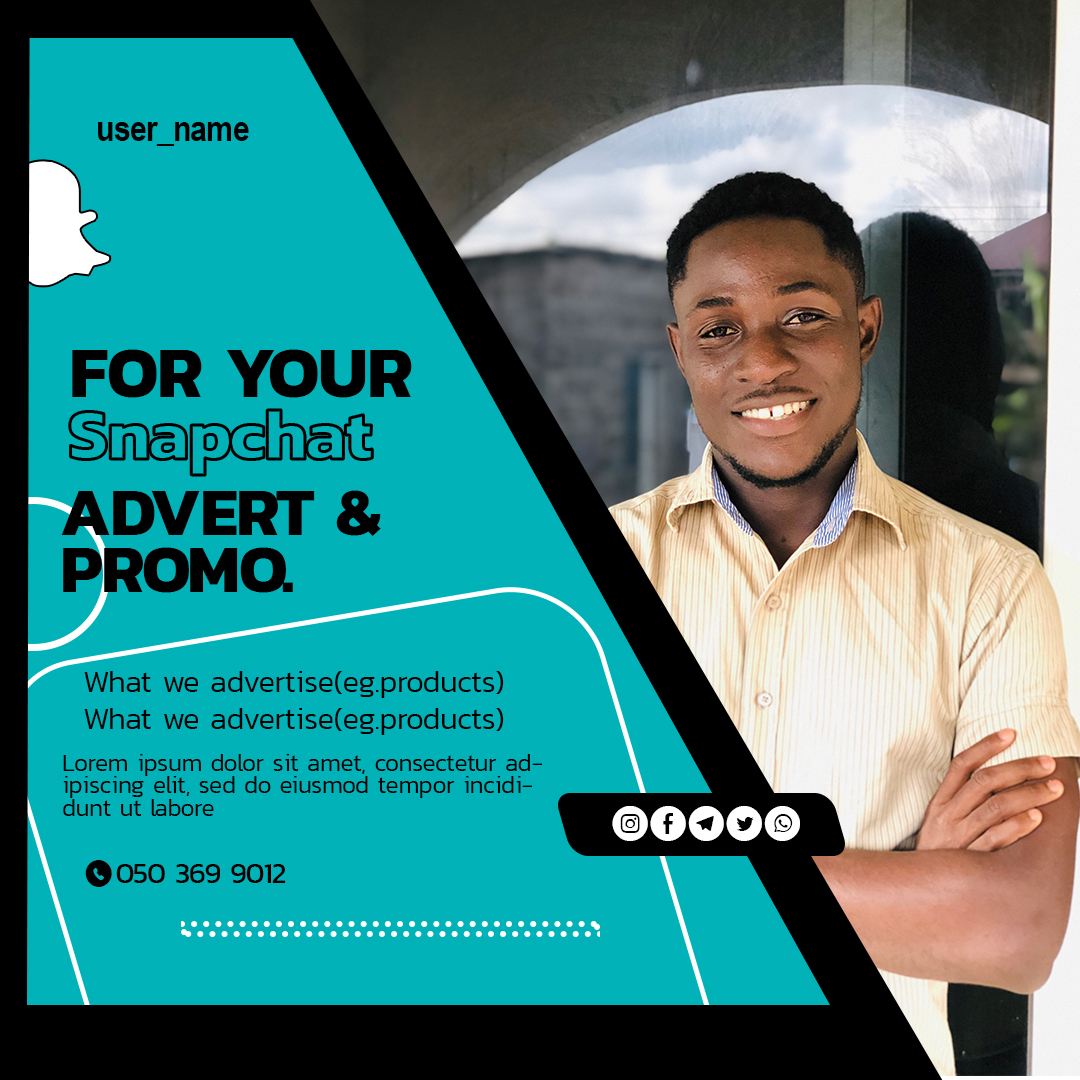 user_name
FOR YOUR
Snapchat
ADVERT &
PROMO.
What we advertise(eg.products)
What we advertise(eg.products)
Lorem ipsum dolor sit amet, consectetur ad-
ipiscing elit, sed do eiusmod tempor incidi-
dunt ut labore
050 369 9012